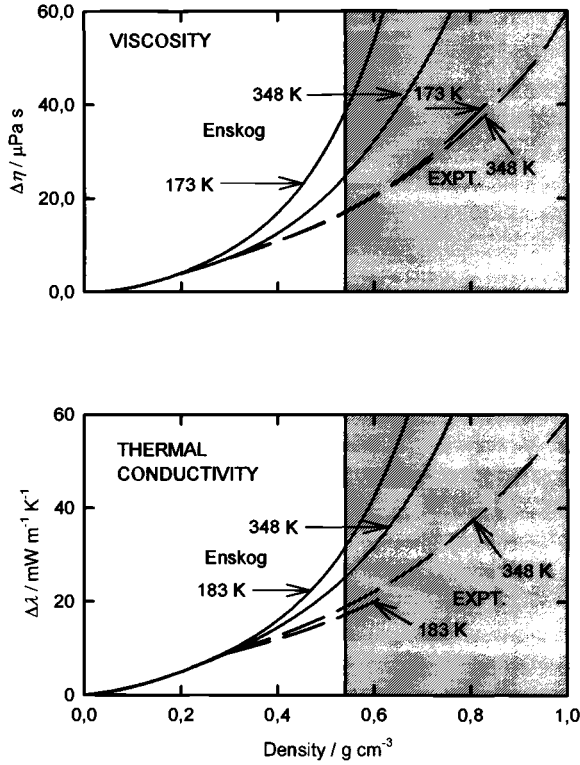 60,0
VISCOSITY
348 K
173 K
40,0
Enskog
Δη / μPa s
173 K
EXPT.
348 K
20,0
0,0
60
THERMAL
CONDUCTIVITY
40
348 K
Enskog
Δλ / mW m⁻¹ K⁻¹
183 K
348 K
EXPT.
20
183 K
0
0,0 0,2 0,4 0,6 0,8 1,0
Density / g cm⁻³